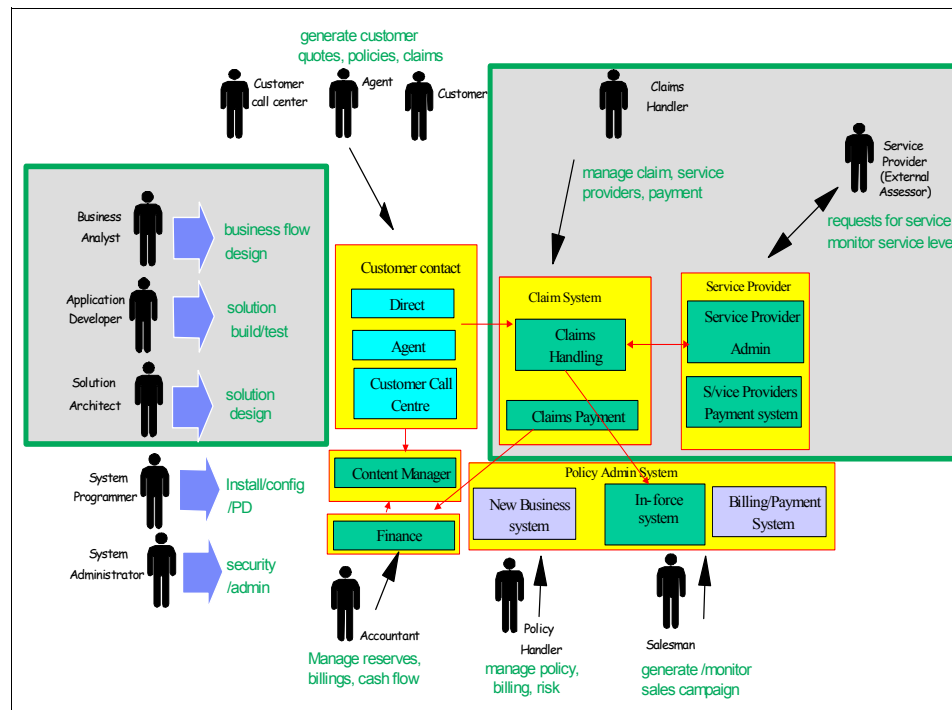 generate customer
quotes, policies, claims
Customer
call center
Agent
Customer
Claims
Handler
Service
Provider
(External
Assessor)
manage claim, service
providers, payment
requests for service
monitor service level
Business
Analyst
business flow
design
Application
Developer
solution
build/test
Solution
Architect
solution
design
System
Programmer
Install/config
/PD
System
Administrator
security
/admin
Customer contact
Direct
Agent
Customer Call
Centre
Content Manager
Finance
Claim System
Claims
Handling
Claims Payment
Service Provider
Service Provider
Admin
S/vice Providers
Payment system
Policy Admin System
New Business
system
In-force
system
Billing/Payment
System
Accountant
Manage reserves,
billings, cash flow
Policy
Handler
manage policy,
billing, risk
Salesman
generate /monitor
sales campaign